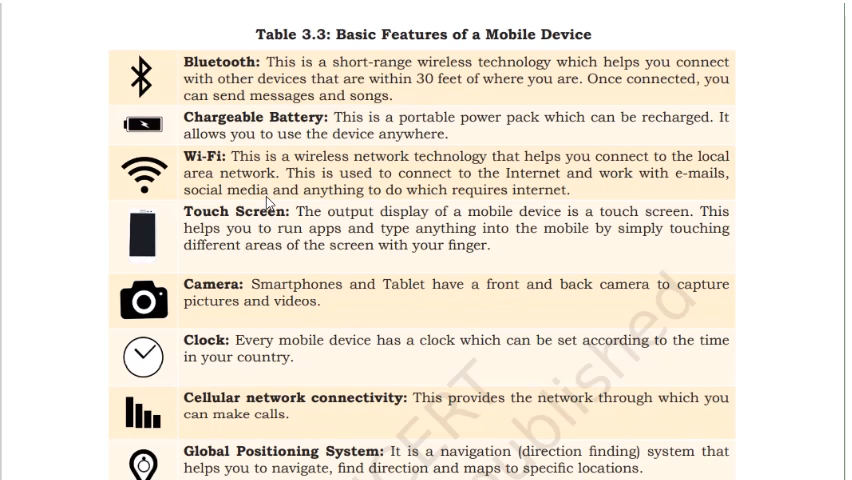 Table 3.3: Basic Features of a Mobile Device
Bluetooth: This is a short-range wireless technology which helps you connect
with other devices that are within 30 feet of where you are. Once connected, you
can send messages and songs.
Chargeable Battery: This is a portable power pack which can be recharged. It
allows you to use the device anywhere.
Wi-Fi: This is a wireless network technology that helps you connect to the local
area network. This is used to connect to the Internet and work with e-mails,
social media and anything to do which requires internet.
Touch Screen: The output display of a mobile device is a touch screen. This
helps you to run apps and type anything into the mobile by simply touching
different areas of the screen with your finger.
Camera: Smartphones and Tablet have a front and back camera to capture
pictures and videos.
Clock: Every mobile device has a clock which can be set according to the time
in your country.
Cellular network connectivity: This provides the network through which you
can make calls.
Global Positioning System: It is a navigation (direction finding) system that
helps you to navigate, find direction and maps to specific locations.
NCERT
published